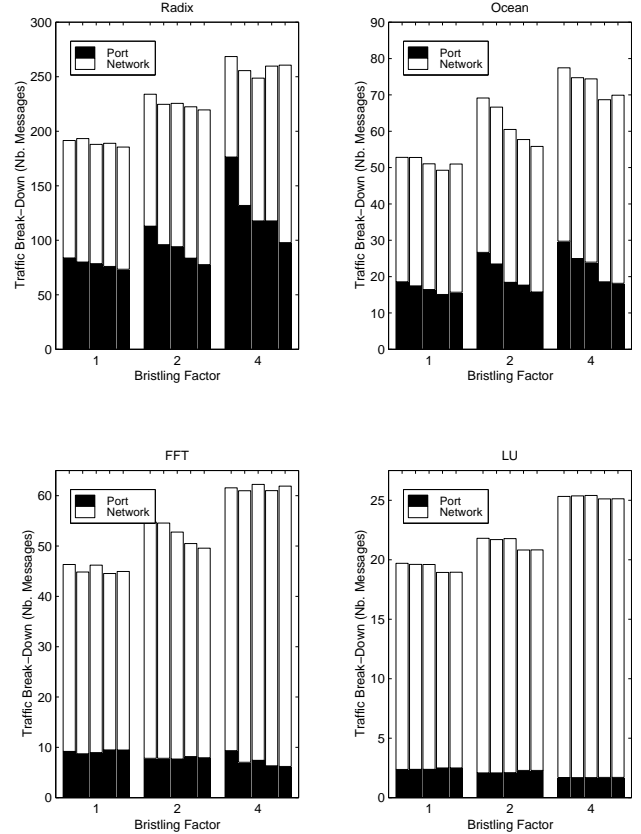 Radix
300
250
200
150
100
50
0
Traffic Break−Down (Nb. Messages)
Port
Network
1 2 4
Bristling Factor
Ocean
90
80
70
60
50
40
30
20
10
0
Traffic Break−Down (Nb. Messages)
Port
Network
1 2 4
Bristling Factor
FFT
60
50
40
30
20
10
0
Traffic Break−Down (Nb. Messages)
Port
Network
1 2 4
Bristling Factor
LU
25
20
15
10
5
0
Traffic Break−Down (Nb. Messages)
Port
Network
1 2 4
Bristling Factor